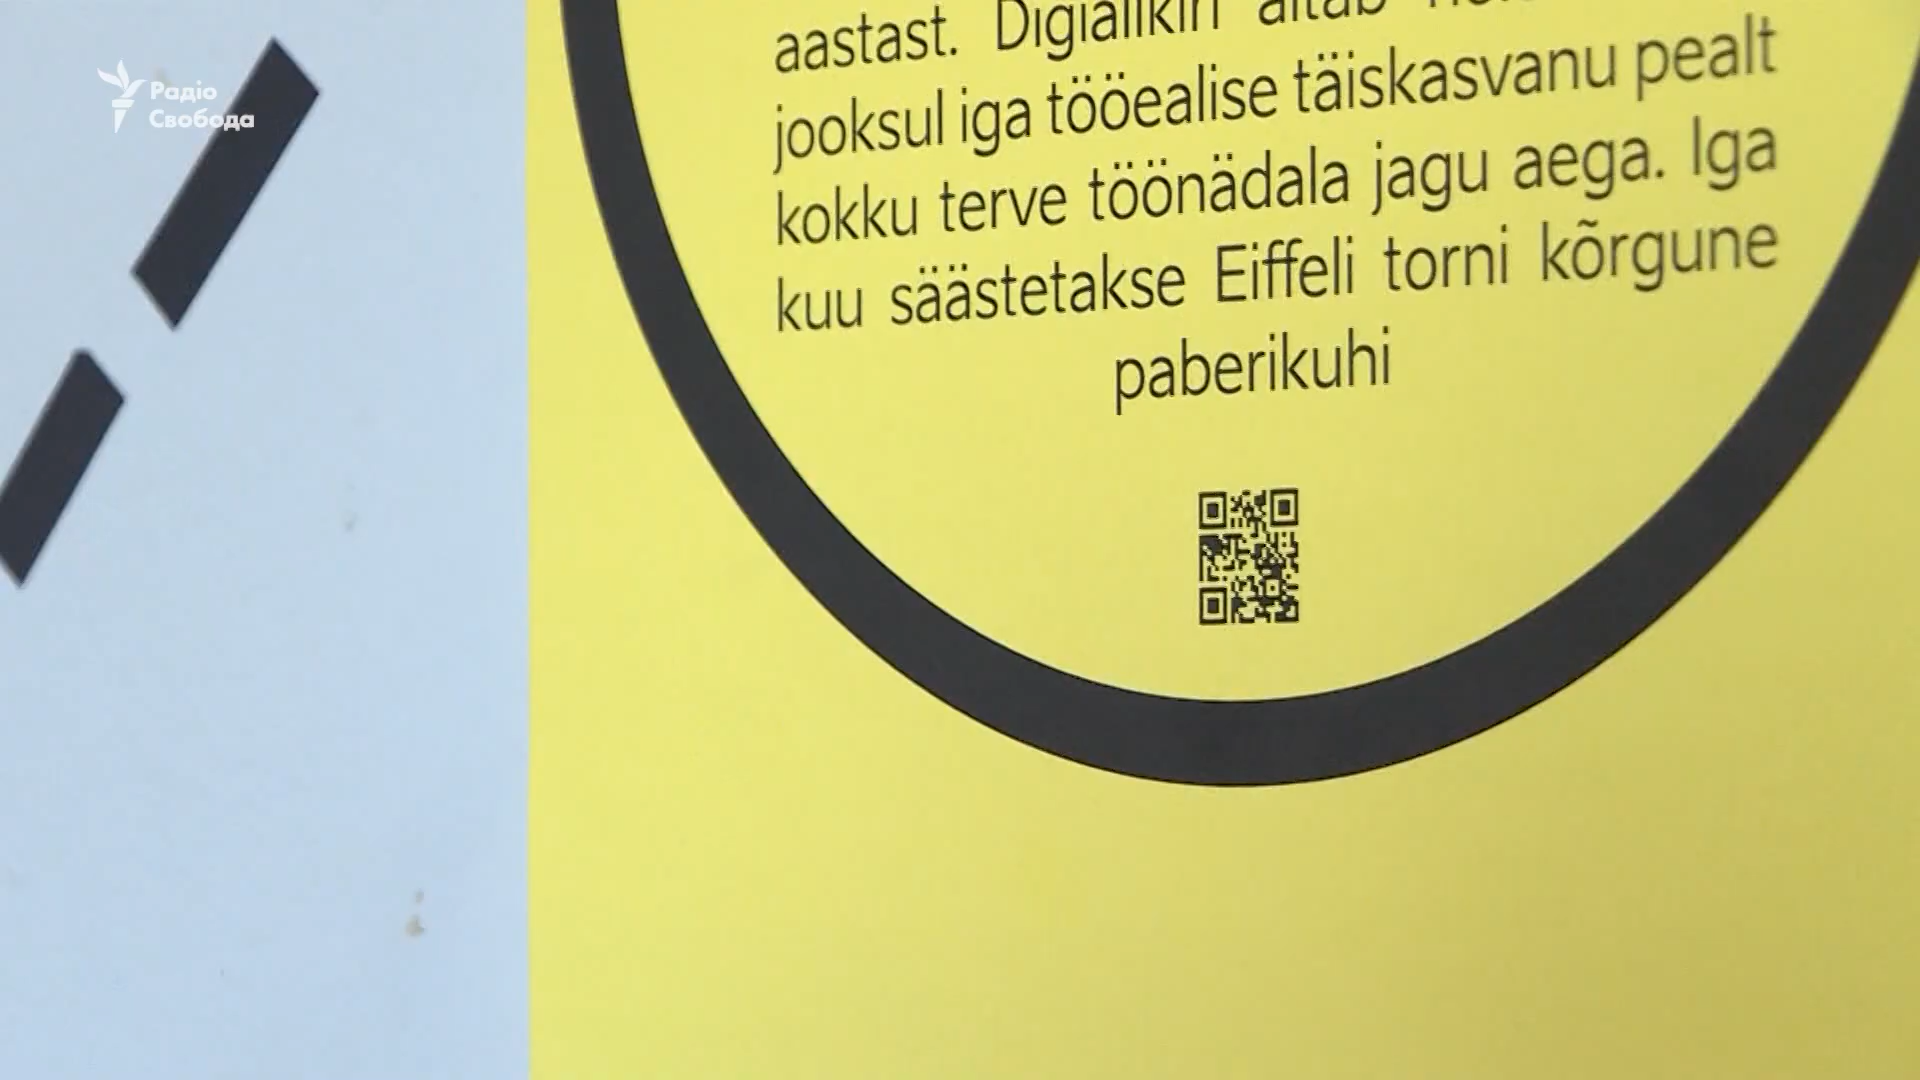 Радіо
Свобода
aastast. Digiallkiri aitab
jooksul iga tööealise täiskasvanu pealt
kokku terve töönädala jagu aega. Iga
kuu säästetakse Eiffeli torni kõrgune
paberikuhi